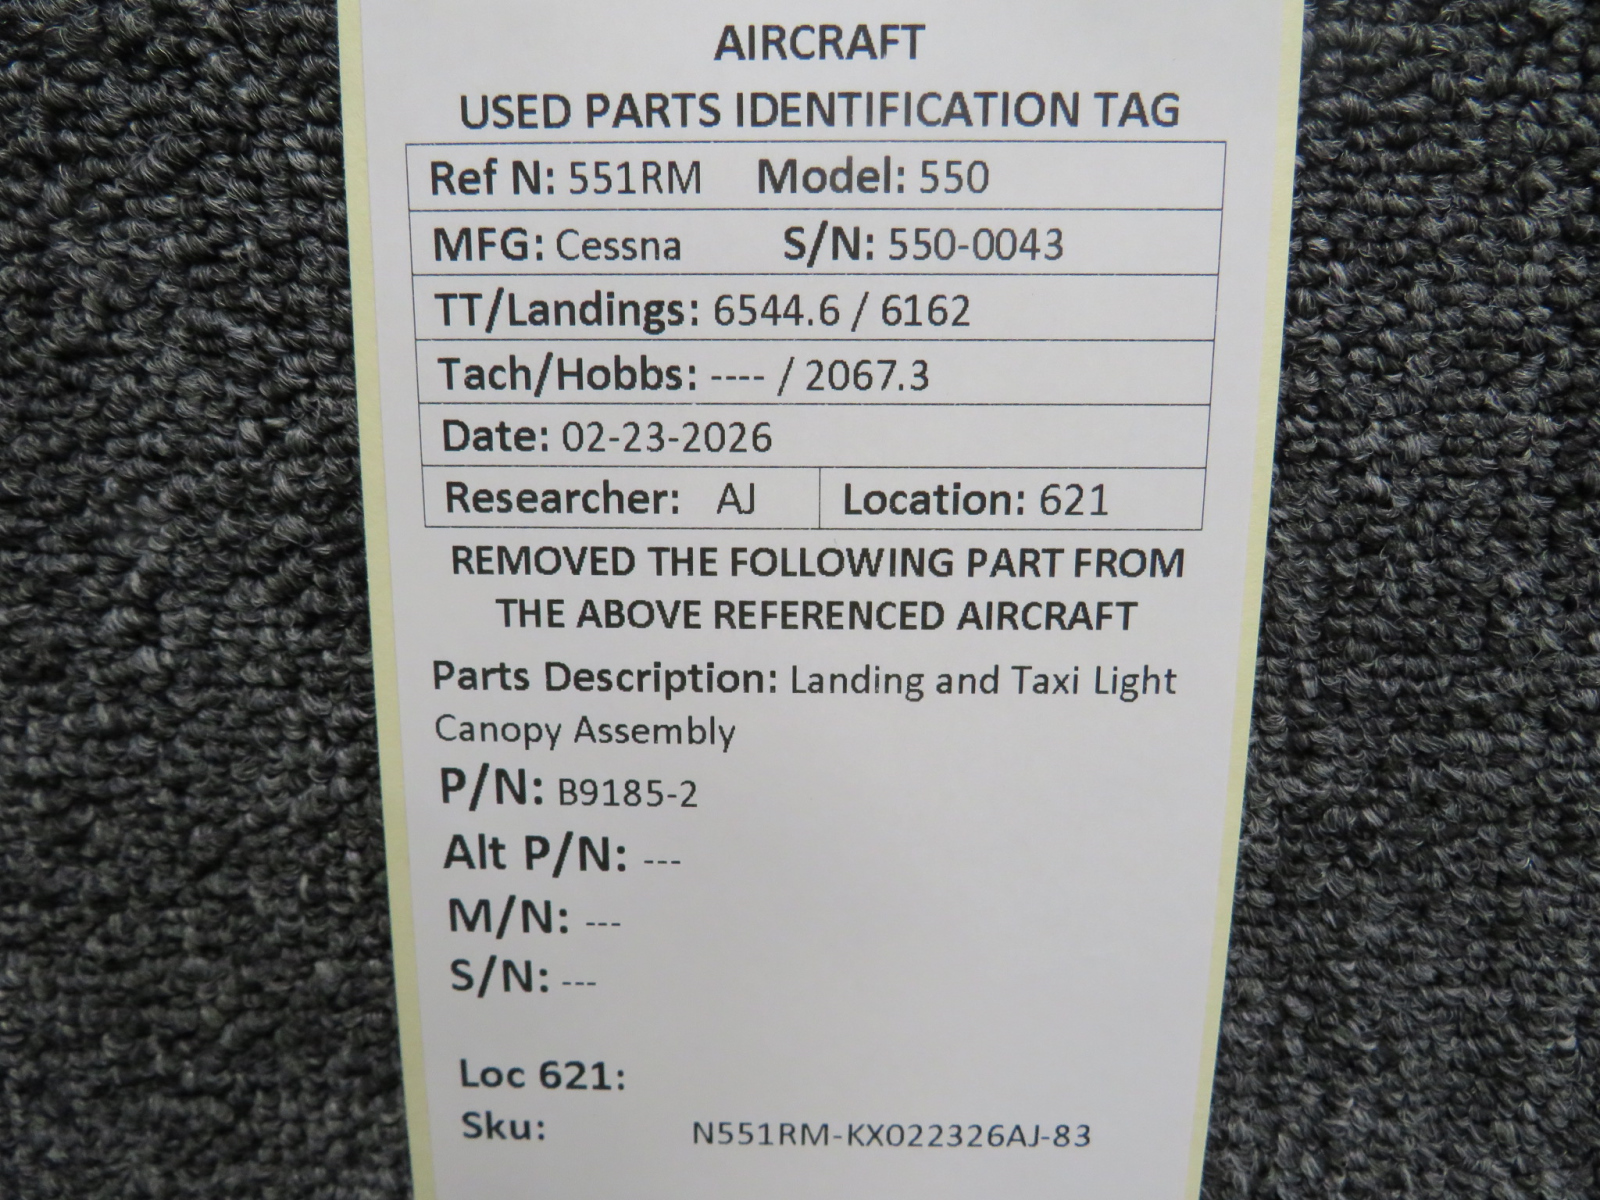 AIRCRAFT
USED PARTS IDENTIFICATION TAG
Ref N: 551RM Model: 550
MFG: Cessna S/N: 550-0043
TT/Landings: 6544.6 / 6162
Tach/Hobbs: ---- / 2067.3
Date: 02-23-2026
Researcher: AJ Location: 621
REMOVED THE FOLLOWING PART FROM
THE ABOVE REFERENCED AIRCRAFT
Parts Description: Landing and Taxi Light
Canopy Assembly
P/N: B9185-2
Alt P/N: ---
M/N: ---
S/N: ---
Loc 621:
Sku: N551RM-KX022326AJ-83